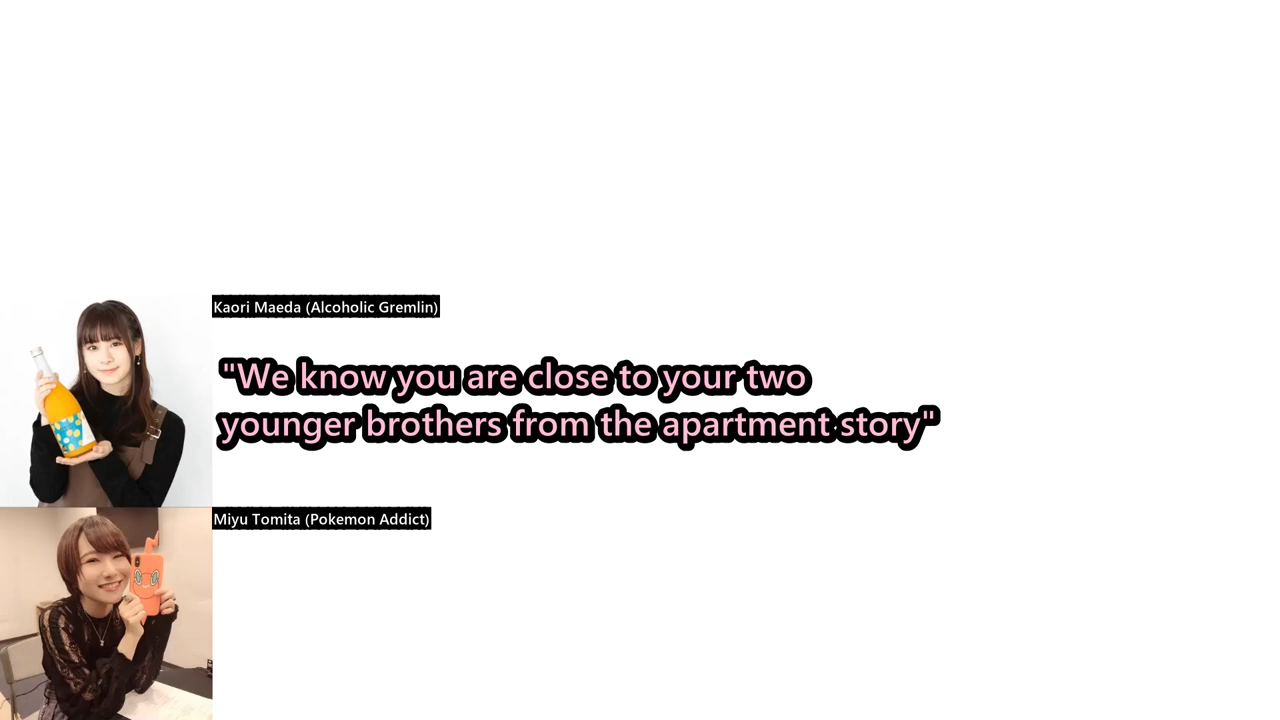 Kaori Maeda (Alcoholic Gremlin)
"We know you are close to your two
younger brothers from the apartment story"
Miyu Tomita (Pokemon Addict)